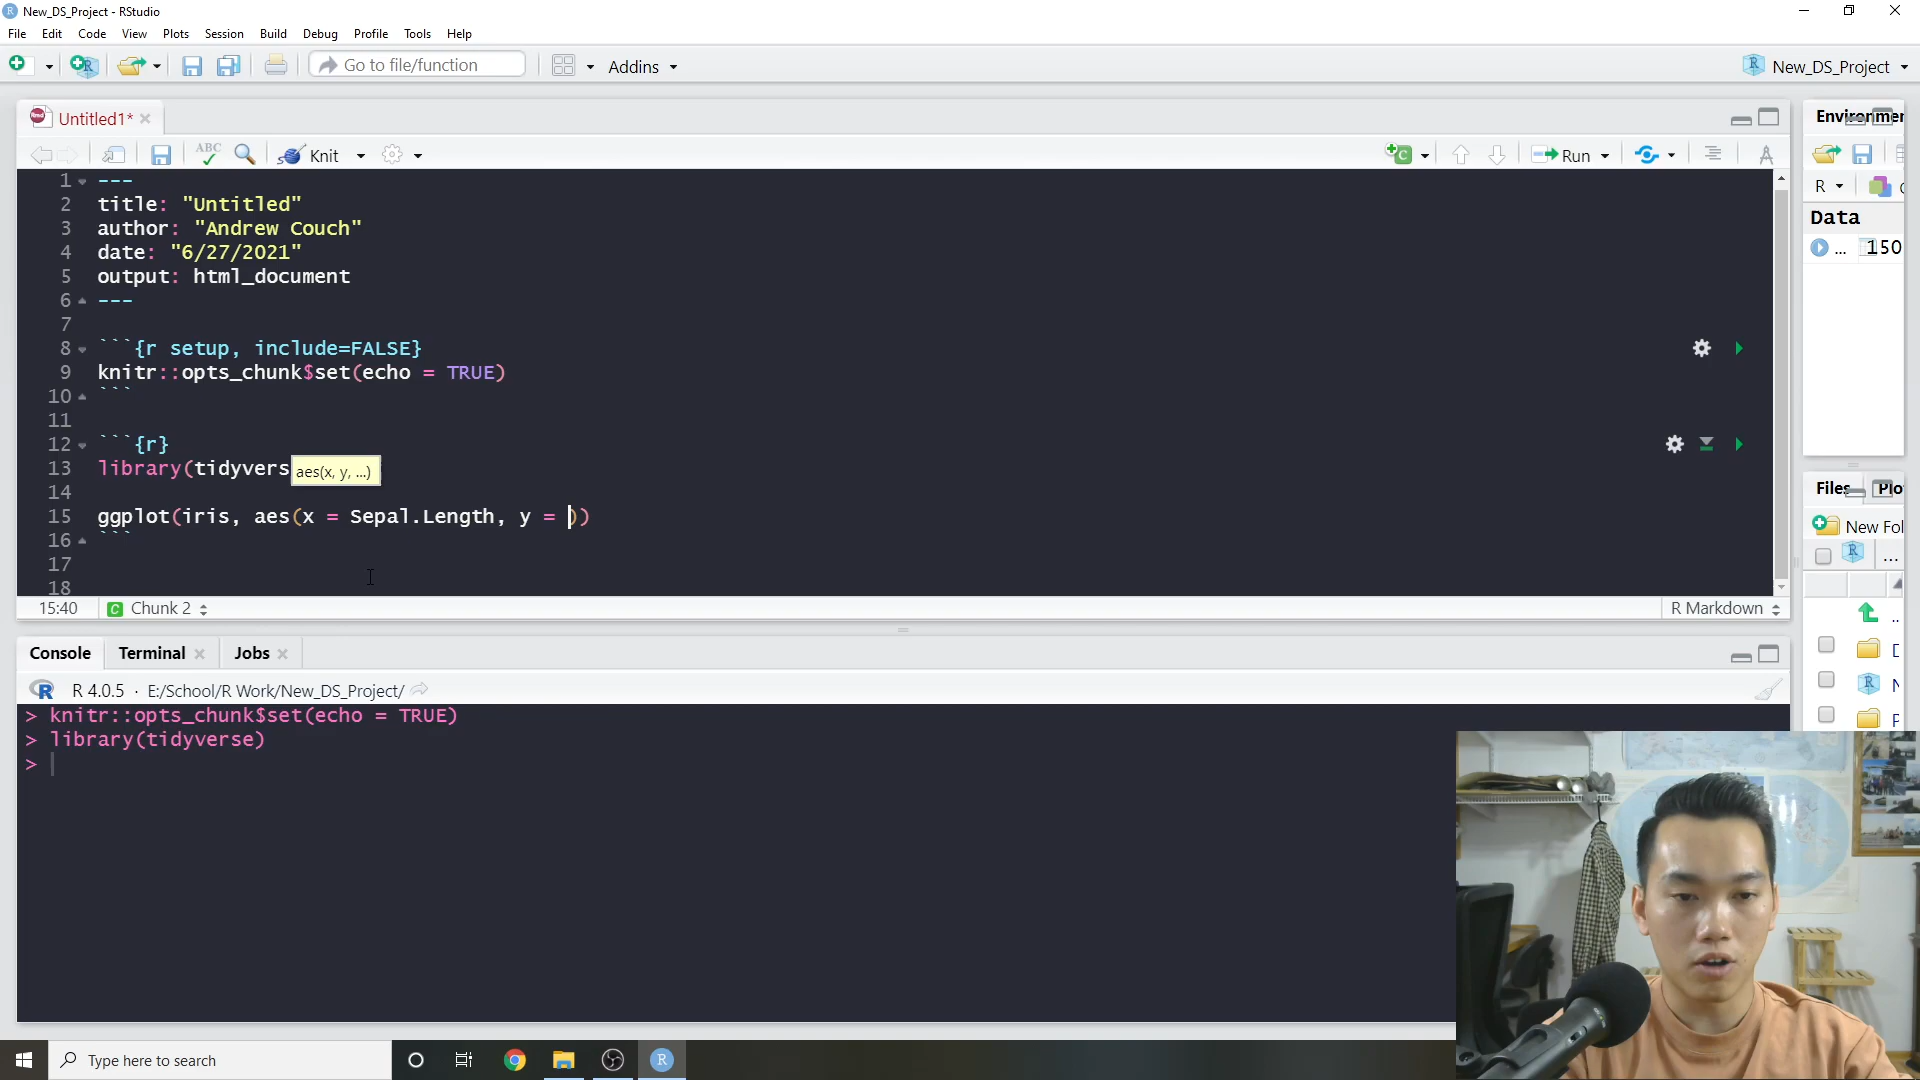 New_DS_Project - RStudio
File Edit Code View Plots Session Build Debug Profile Tools Help
Go to file/function Addins New_DS_Project
Untitled1* Environmen
ABC Knit Run
R
1 ---
2 title: "Untitled"
3 author: "Andrew Couch"
4 date: "6/27/2021"
5 output: html_document
6 ---
7
8 ```{r setup, include=FALSE}
9 knitr::opts_chunk$set(echo = TRUE)
10 ```
11
12 ```{r}
13 library(tidyvers aes(x, y, ...)
14
15 ggplot(iris, aes(x = Sepal.Length, y = ))
16 ```
17
18
15:40 Chunk 2 R Markdown
Data
... 150
Files Plo
New Fol
...
..
Console Terminal Jobs
R 4.0.5 · E:/School/R Work/New_DS_Project/
> knitr::opts_chunk$set(echo = TRUE)
> library(tidyverse)
>
Type here to search